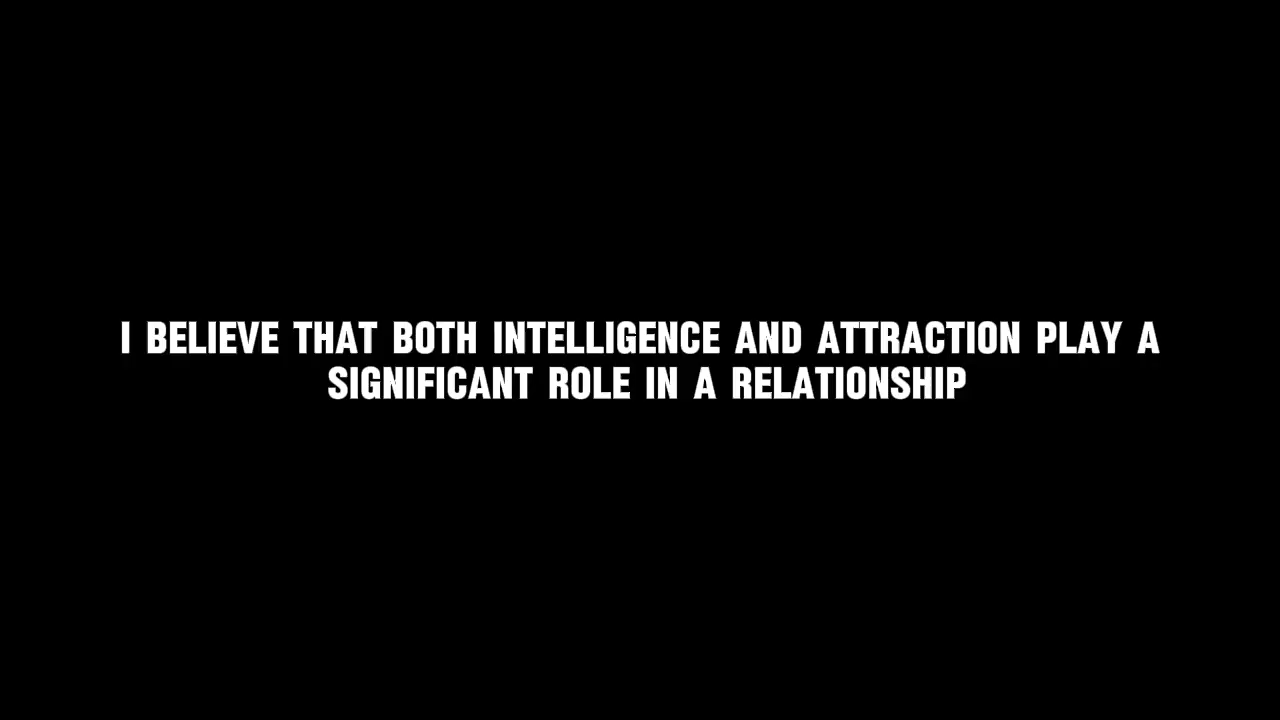 I BELIEVE THAT BOTH INTELLIGENCE AND ATTRACTION PLAY A
SIGNIFICANT ROLE IN A RELATIONSHIP